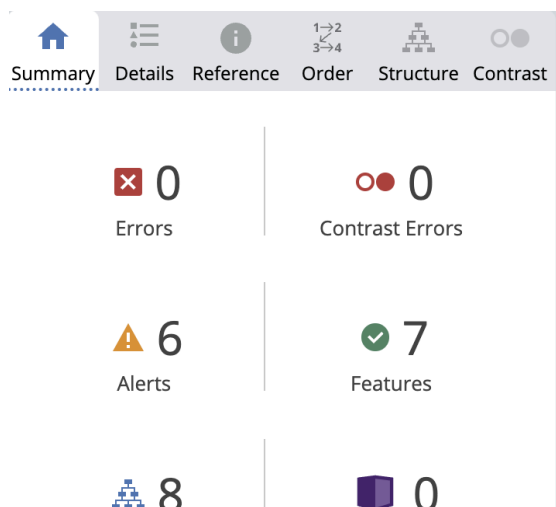 1→2
3→4
Summary Details Reference Order Structure Contrast
0 0
Errors Contrast Errors
6 7
Alerts Features
8 0